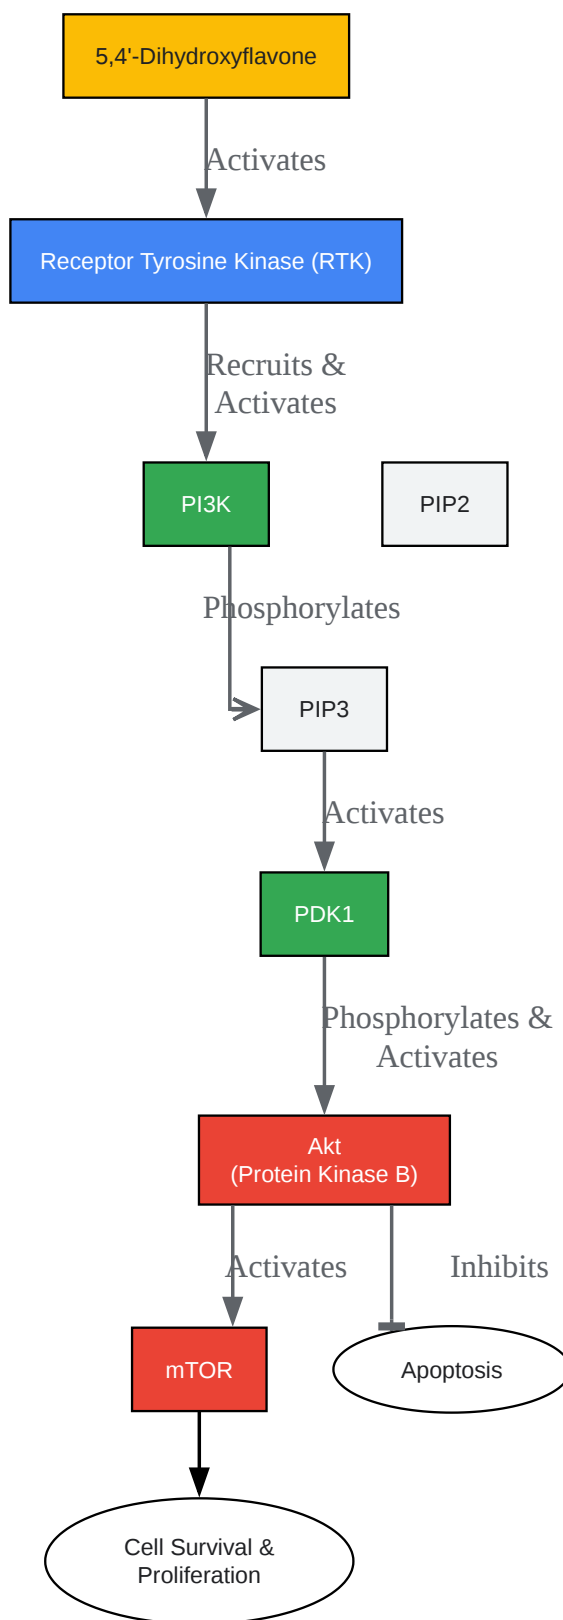 5,4'-Dihydroxyflavone
Activates
Receptor Tyrosine Kinase (RTK)
Recruits &
Activates
PI3K
PIP2
Phosphorylates
PIP3
Activates
PDK1
Phosphorylates &
Activates
Akt
(Protein Kinase B)
Activates
Inhibits
mTOR
Apoptosis
Cell Survival &
Proliferation